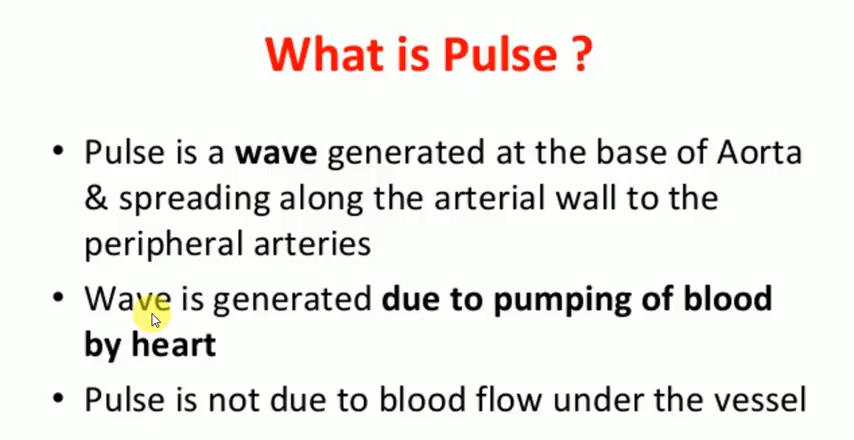 What is Pulse ?
• Pulse is a wave generated at the base of Aorta
& spreading along the arterial wall to the
peripheral arteries
• Wave is generated due to pumping of blood
by heart
• Pulse is not due to blood flow under the vessel